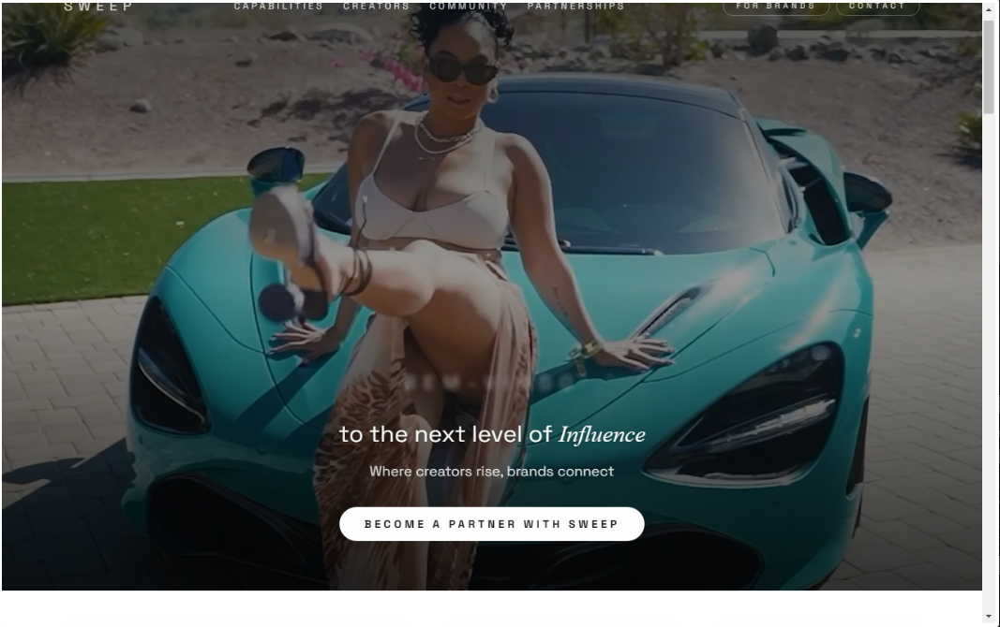 SWEEP
CAPABILITIES CREATORS COMMUNITY PARTNERSHIPS
FOR BRANDS CONTACT
to the next level of Influence
Where creators rise, brands connect
BECOME A PARTNER WITH SWEEP